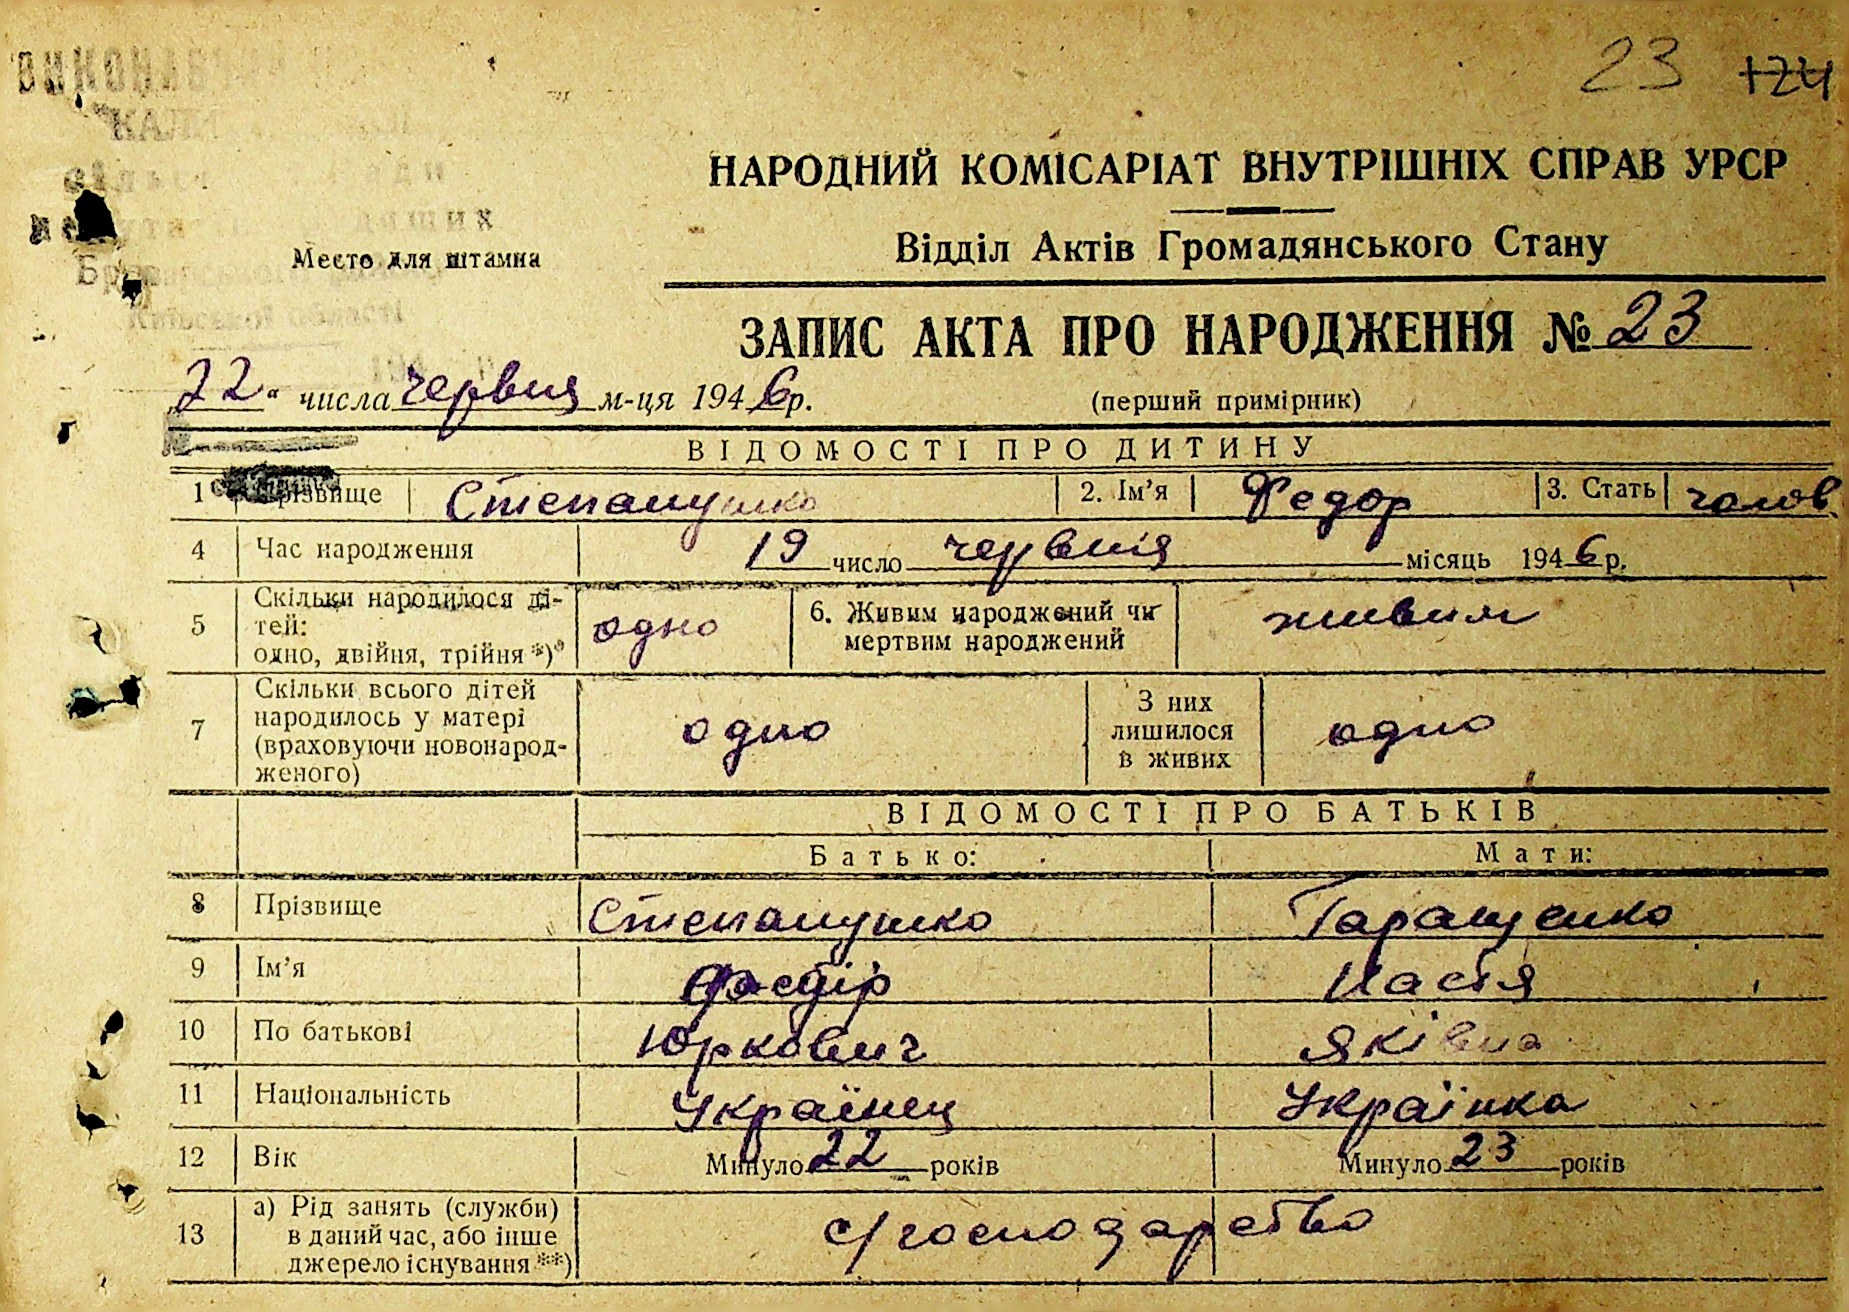 23 124
НАРОДНИЙ КОМІСАРІАТ ВНУТРІШНІХ СПРАВ УРСР
Відділ Актів Громадянського Стану
Место для штампа
Київської області
ЗАПИС АКТА ПРО НАРОДЖЕННЯ № 23
„22“ числа червня м-ця 1946 р. (перший примірник)
ВІДОМОСТІ ПРО ДИТИНУ
1 Прізвище Степанушко 2. Ім’я Федор 3. Стать чолов.
4 Час народження 19 число червня місяць 1946 р.
5 Скільки народилося ді-
тей:
одно, двійня, трійня *) одно 6. Живим народжений чи
мертвим народжений живим
7 Скільки всього дітей
народилось у матері
(враховуючи новонарод-
женого) одно З них
лишилося
в живих одно
ВІДОМОСТІ ПРО БАТЬКІВ
Батько: Мати:
8 Прізвище Степанушко Таращенко
9 Ім’я Федір Настя
10 По батькові Юркович Яківна
11 Національність Українец Українка
12 Вік Минуло 22 років Минуло 23 років
13 а) Рід занять (служби)
в даний час, або інше
джерело існування **) с/господарство